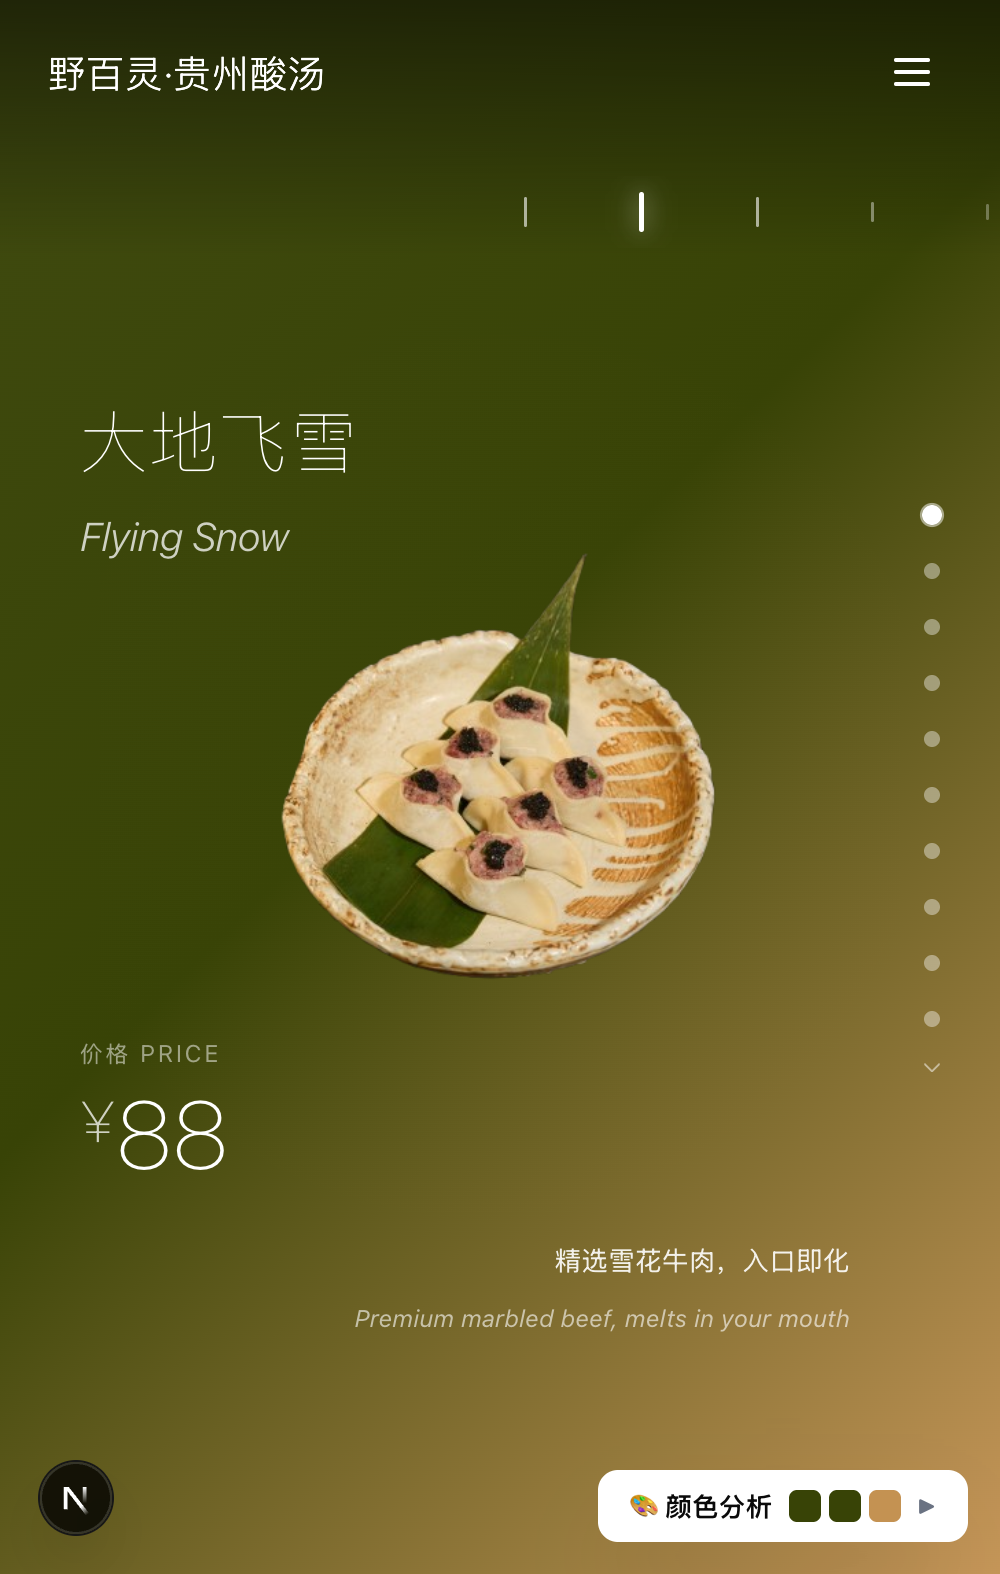 野百灵·贵州酸汤
大地飞雪
Flying Snow
价格 PRICE
¥88
精选雪花牛肉，入口即化
Premium marbled beef, melts in your mouth
N
颜色分析